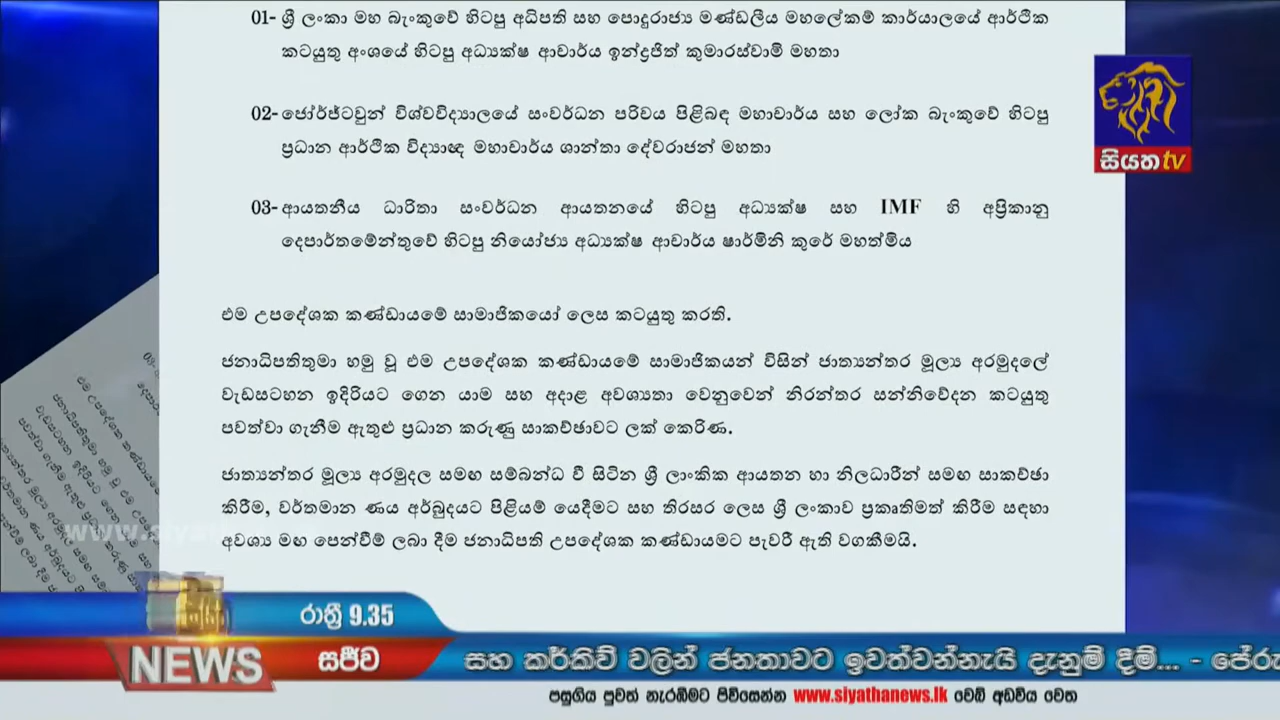 01- ශ්‍රී ලංකා මහ බැංකුවේ හිටපු අධිපති සහ පොදුරාජ්‍ය මණ්ඩලීය මහලේකම් කාර්යාලයේ ආර්ථික
කටයුතු අංශයේ හිටපු අධ්‍යක්ෂ ආචාර්ය ඉන්ද්‍රජිත් කුමාරස්වාමි මහතා
02- ජෝර්ජ්ටවුන් විශ්වවිද්‍යාලයේ සංවර්ධන පරිචය පිළිබඳ මහාචාර්ය සහ ලෝක බැංකුවේ හිටපු
ප්‍රධාන ආර්ථික විද්‍යාඥ මහාචාර්ය ශාන්තා දේවරාජන් මහතා
03- ආයතනීය ධාරිතා සංවර්ධන ආයතනයේ හිටපු අධ්‍යක්ෂ සහ IMF හි අප්‍රිකානු
දෙපාර්තමේන්තුවේ හිටපු නියෝජ්‍ය අධ්‍යක්ෂ ආචාර්ය ෂාර්මිනි කුරේ මහත්මිය
එම උපදේශක කණ්ඩායමේ සාමාජිකයෝ ලෙස කටයුතු කරති.
ජනාධිපතිතුමා හමු වූ එම උපදේශක කණ්ඩායමේ සාමාජිකයන් විසින් ජාත්‍යන්තර මූල්‍ය අරමුදලේ
වැඩසටහන ඉදිරියට ගෙන යාම සහ අදාළ අවශ්‍යතා වෙනුවෙන් නිරන්තර සන්නිවේදන කටයුතු
පවත්වා ගැනීම ඇතුළු ප්‍රධාන කරුණු සාකච්ඡාවට ලක් කෙරිණ.
ජාත්‍යන්තර මූල්‍ය අරමුදල සමඟ සම්බන්ධ වී සිටින ශ්‍රී ලාංකික ආයතන හා නිලධාරීන් සමඟ සාකච්ඡා
කිරීම, වර්තමාන ණය අර්බුදයට පිළියම් යෙදීමට සහ තිරසර ලෙස ශ්‍රී ලංකාව ප්‍රකෘතිමත් කිරීම සඳහා
අවශ්‍ය මඟ පෙන්වීම් ලබා දීම ජනාධිපති උපදේශක කණ්ඩායමට පැවරී ඇති වගකීමයි.
සියත tv
www.siyatha
රාත්‍රී 9.35
NEWS සජීව
සහ කර්කිව් වලින් ජනතාවට ඉවත්වන්නැයි දැනුම් දීම්... -
පසුගිය පුවත් නැරඹීමට පිවිසෙන්න www.siyathanews.lk වෙබ් අඩවිය වෙත